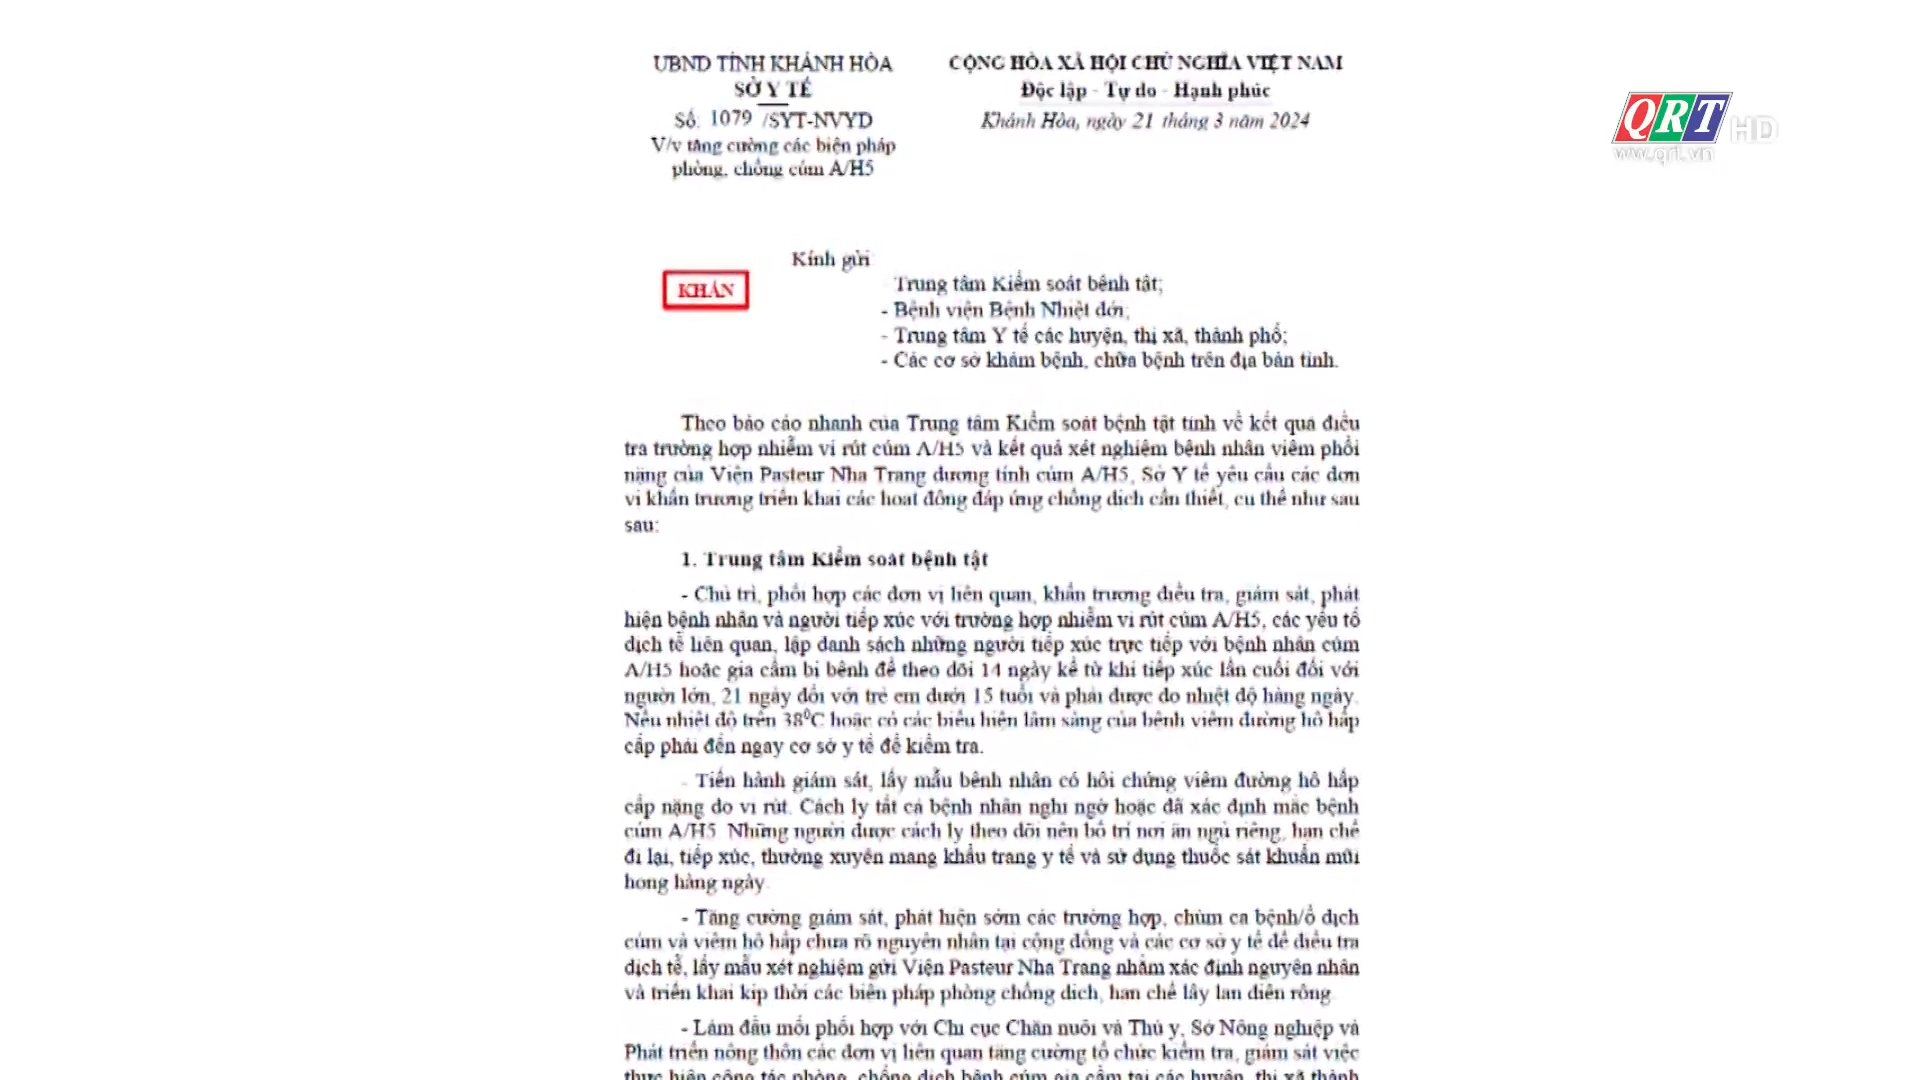 UBND TỈNH KHÁNH HÒA
SỞ Y TẾ
Số: 1079 /SYT-NVYD
V/v tăng cường các biện pháp
phòng, chống cúm A/H5
CỘNG HÒA XÃ HỘI CHỦ NGHĨA VIỆT NAM
Độc lập - Tự do - Hạnh phúc
Khánh Hòa, ngày 21 tháng 3 năm 2024
QRT HD
ww.qrt.vn
KHẨN
Kính gửi
Trung tâm Kiểm soát bệnh tật;
- Bệnh viện Bệnh Nhiệt đới;
- Trung tâm Y tế các huyện, thị xã, thành phố;
- Các cơ sở khám bệnh, chữa bệnh trên địa bàn tỉnh.
Theo báo cáo nhanh của Trung tâm Kiểm soát bệnh tật tỉnh về kết quả điều
tra trường hợp nhiễm vi rút cúm A/H5 và kết quả xét nghiệm bệnh nhân viêm phổi
nặng của Viện Pasteur Nha Trang dương tính cúm A/H5, Sở Y tế yêu cầu các đơn
vị khẩn trương triển khai các hoạt động đáp ứng chống dịch cần thiết, cụ thể như sau
sau:
1. Trung tâm Kiểm soát bệnh tật
- Chủ trì, phối hợp các đơn vị liên quan, khẩn trương điều tra, giám sát, phát
hiện bệnh nhân và người tiếp xúc với trường hợp nhiễm vi rút cúm A/H5, các yếu tố
dịch tễ liên quan, lập danh sách những người tiếp xúc trực tiếp với bệnh nhân cúm
A/H5 hoặc gia cầm bị bệnh để theo dõi 14 ngày kể từ khi tiếp xúc lần cuối đối với
người lớn, 21 ngày đối với trẻ em dưới 15 tuổi và phải được đo nhiệt độ hàng ngày.
Nếu nhiệt độ trên 38⁰C hoặc có các biểu hiện lâm sàng của bệnh viêm đường hô hấp
cấp phải đến ngay cơ sở y tế để kiểm tra.
- Tiến hành giám sát, lấy mẫu bệnh nhân có hội chứng viêm đường hô hấp
cấp nặng do vi rút. Cách ly tất cả bệnh nhân nghi ngờ hoặc đã xác định mắc bệnh
cúm A/H5. Những người được cách ly theo dõi nên bố trí nơi ăn ngủ riêng, hạn chế
đi lại, tiếp xúc, thường xuyên mang khẩu trang y tế và sử dụng thuốc sát khuẩn mũi
họng hàng ngày.
- Tăng cường giám sát, phát hiện sớm các trường hợp, chùm ca bệnh/ổ dịch
cúm và viêm hô hấp chưa rõ nguyên nhân tại cộng đồng và các cơ sở y tế để điều tra
dịch tễ, lấy mẫu xét nghiệm gửi Viện Pasteur Nha Trang nhằm xác định nguyên nhân
và triển khai kịp thời các biện pháp phòng chống dịch, hạn chế lây lan diện rộng.
- Làm đầu mối phối hợp với Chi cục Chăn nuôi và Thú y, Sở Nông nghiệp và
Phát triển nông thôn các đơn vị liên quan tăng cường tổ chức kiểm tra, giám sát việc
thực hiện công tác phòng, chống dịch bệnh cúm gia cầm tại các huyện, thị xã thành